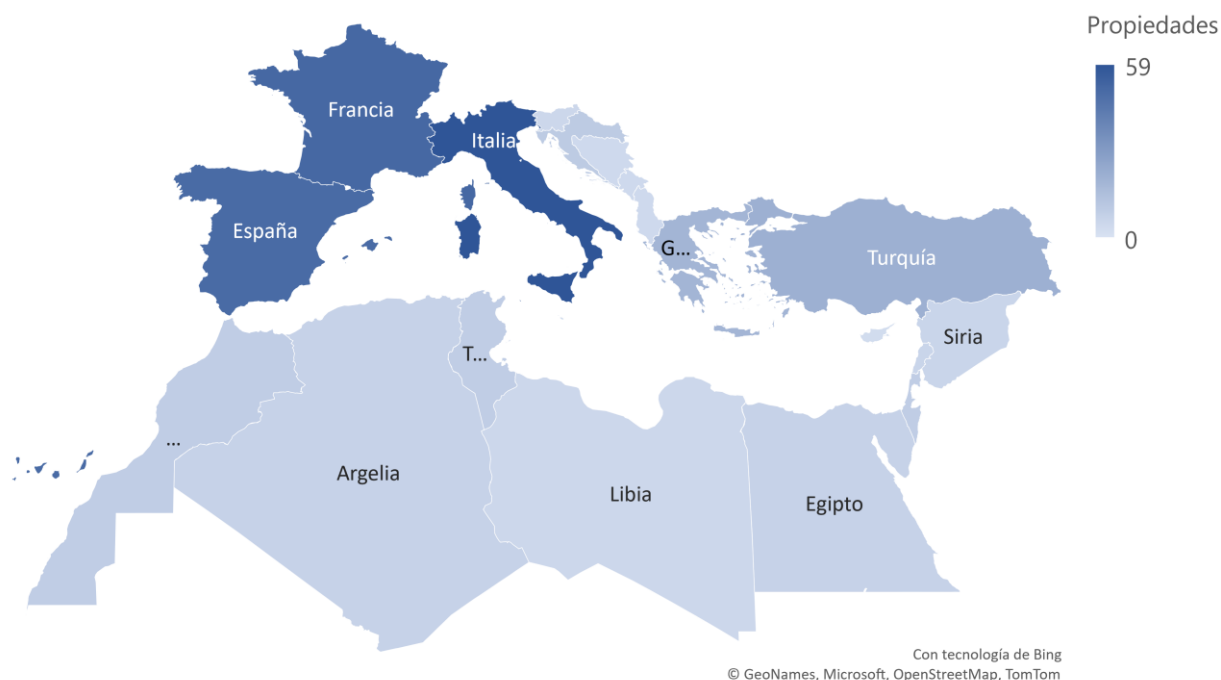 Propiedades
59
0
Francia
Italia
España
G...
Turquía
T...
Siria
...
Argelia
Libia
Egipto
Con tecnología de Bing
© GeoNames, Microsoft, OpenStreetMap, TomTom